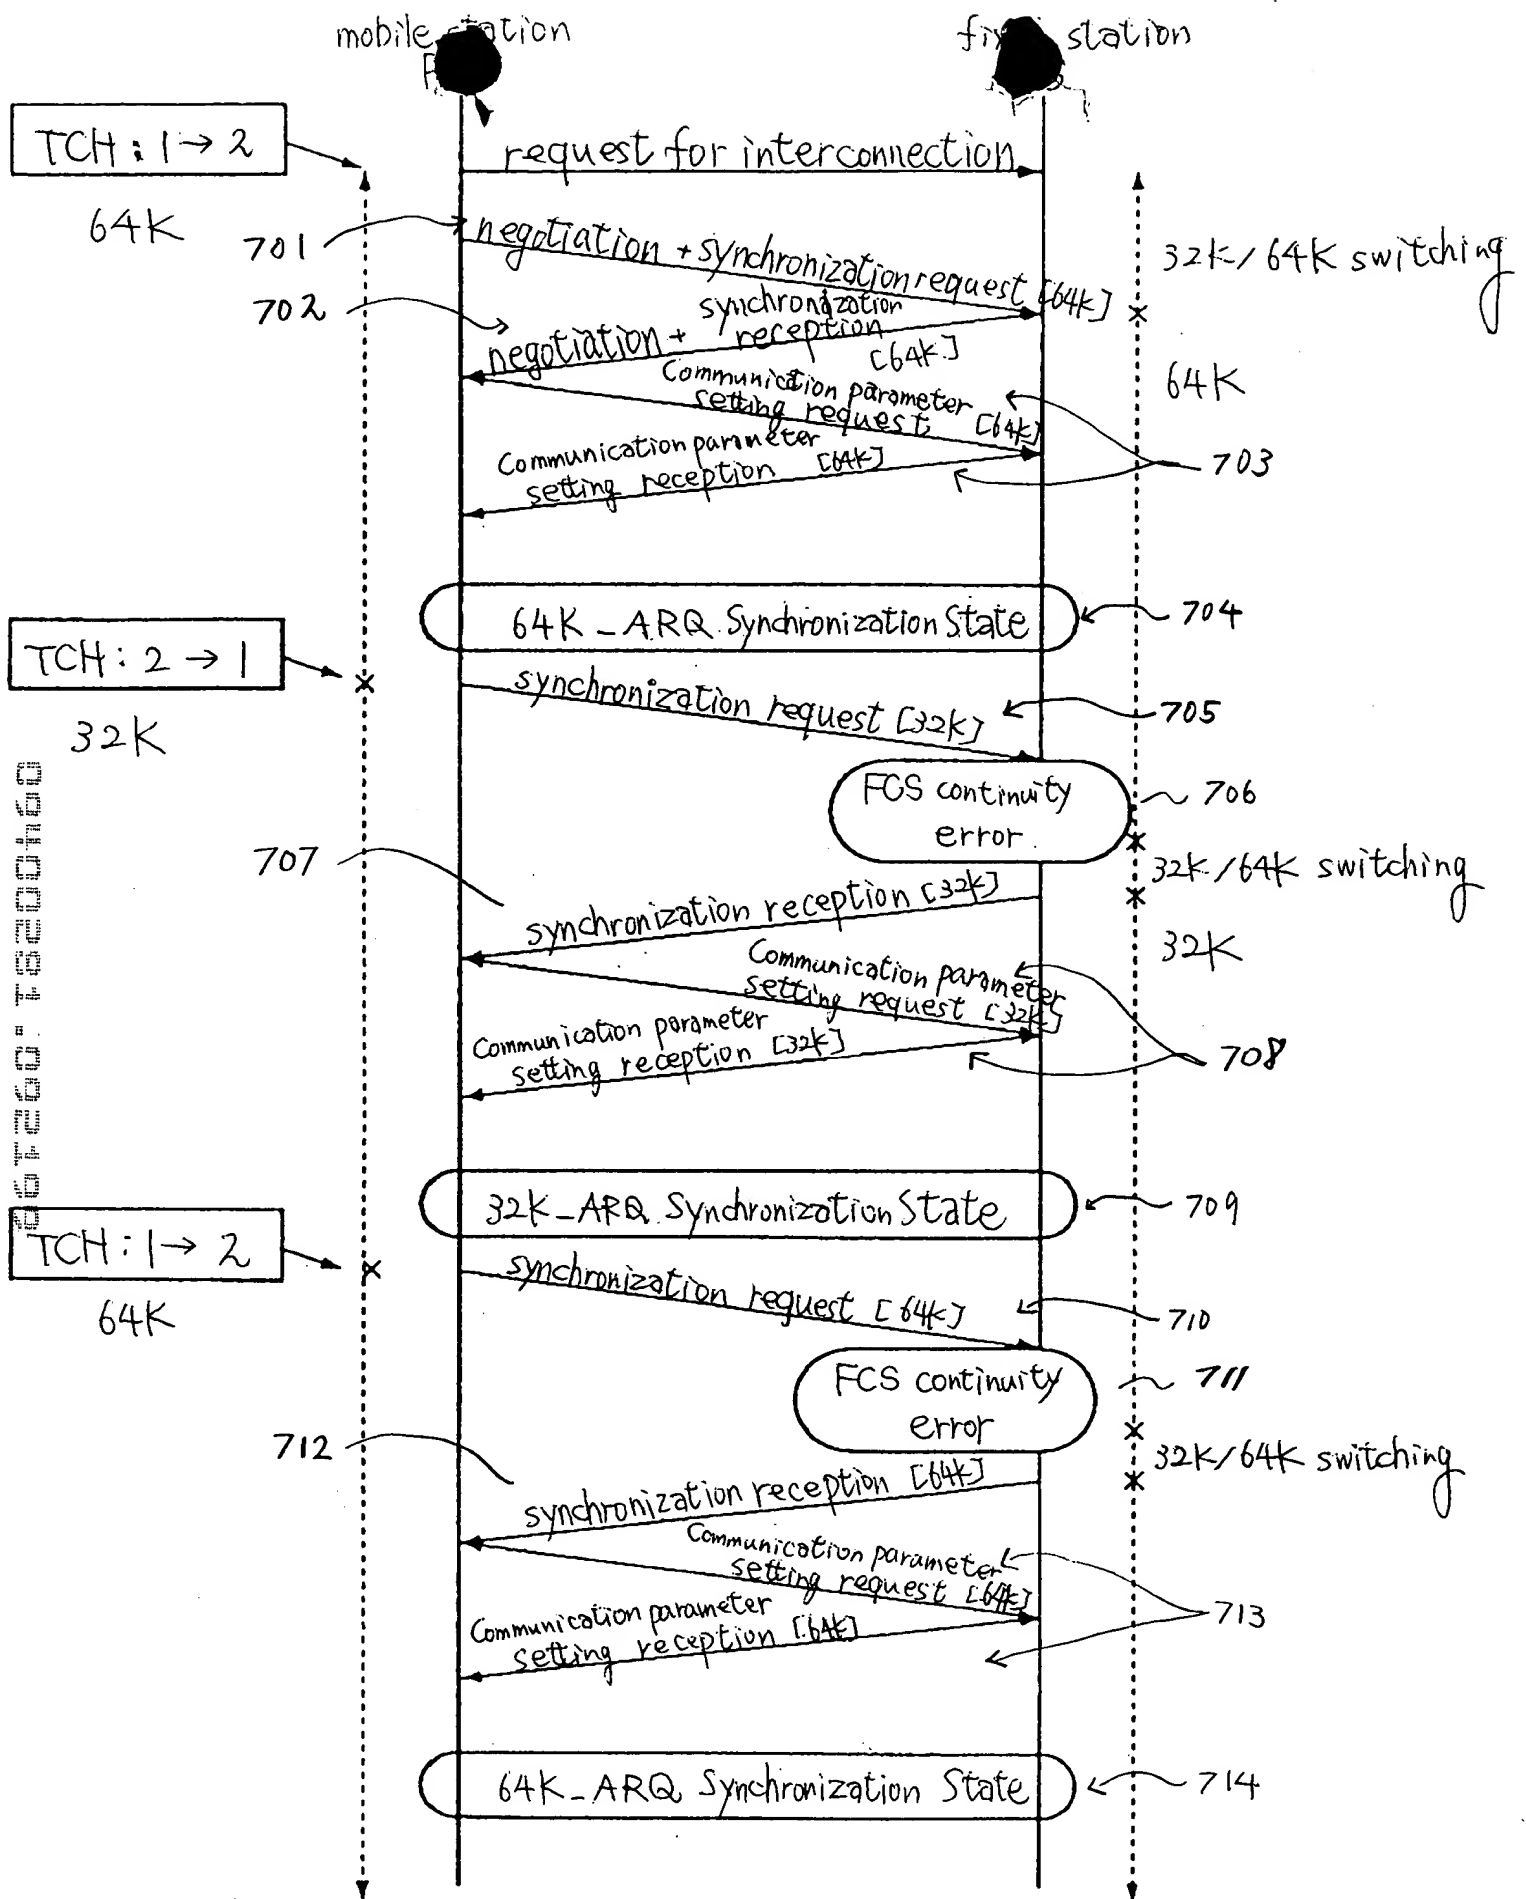 mobile station
station
TCH : 1 → 2
64K
request for interconnection
701
negotiation + synchronization request [64K]
32K/64K switching
702
negotiation + synchronization
reception
[64K]
64K
Communication parameter
setting request [64K]
703
Communication parameter
setting reception [64K]
64K_ARQ Synchronization State
704
TCH : 2 → 1
32K
synchronization request [32K]
705
FCS continuity
error
706
707
32K/64K switching
synchronization reception [32K]
32K
Communication parameter
setting request [32K]
Communication parameter
setting reception [32K]
708
32K_ARQ Synchronization State
709
TCH : 1 → 2
64K
synchronization request [64K]
710
FCS continuity
error
711
712
32K/64K switching
synchronization reception [64K]
Communication parameter
setting request [64K]
713
Communication parameter
setting reception [64K]
64K_ARQ Synchronization State
714